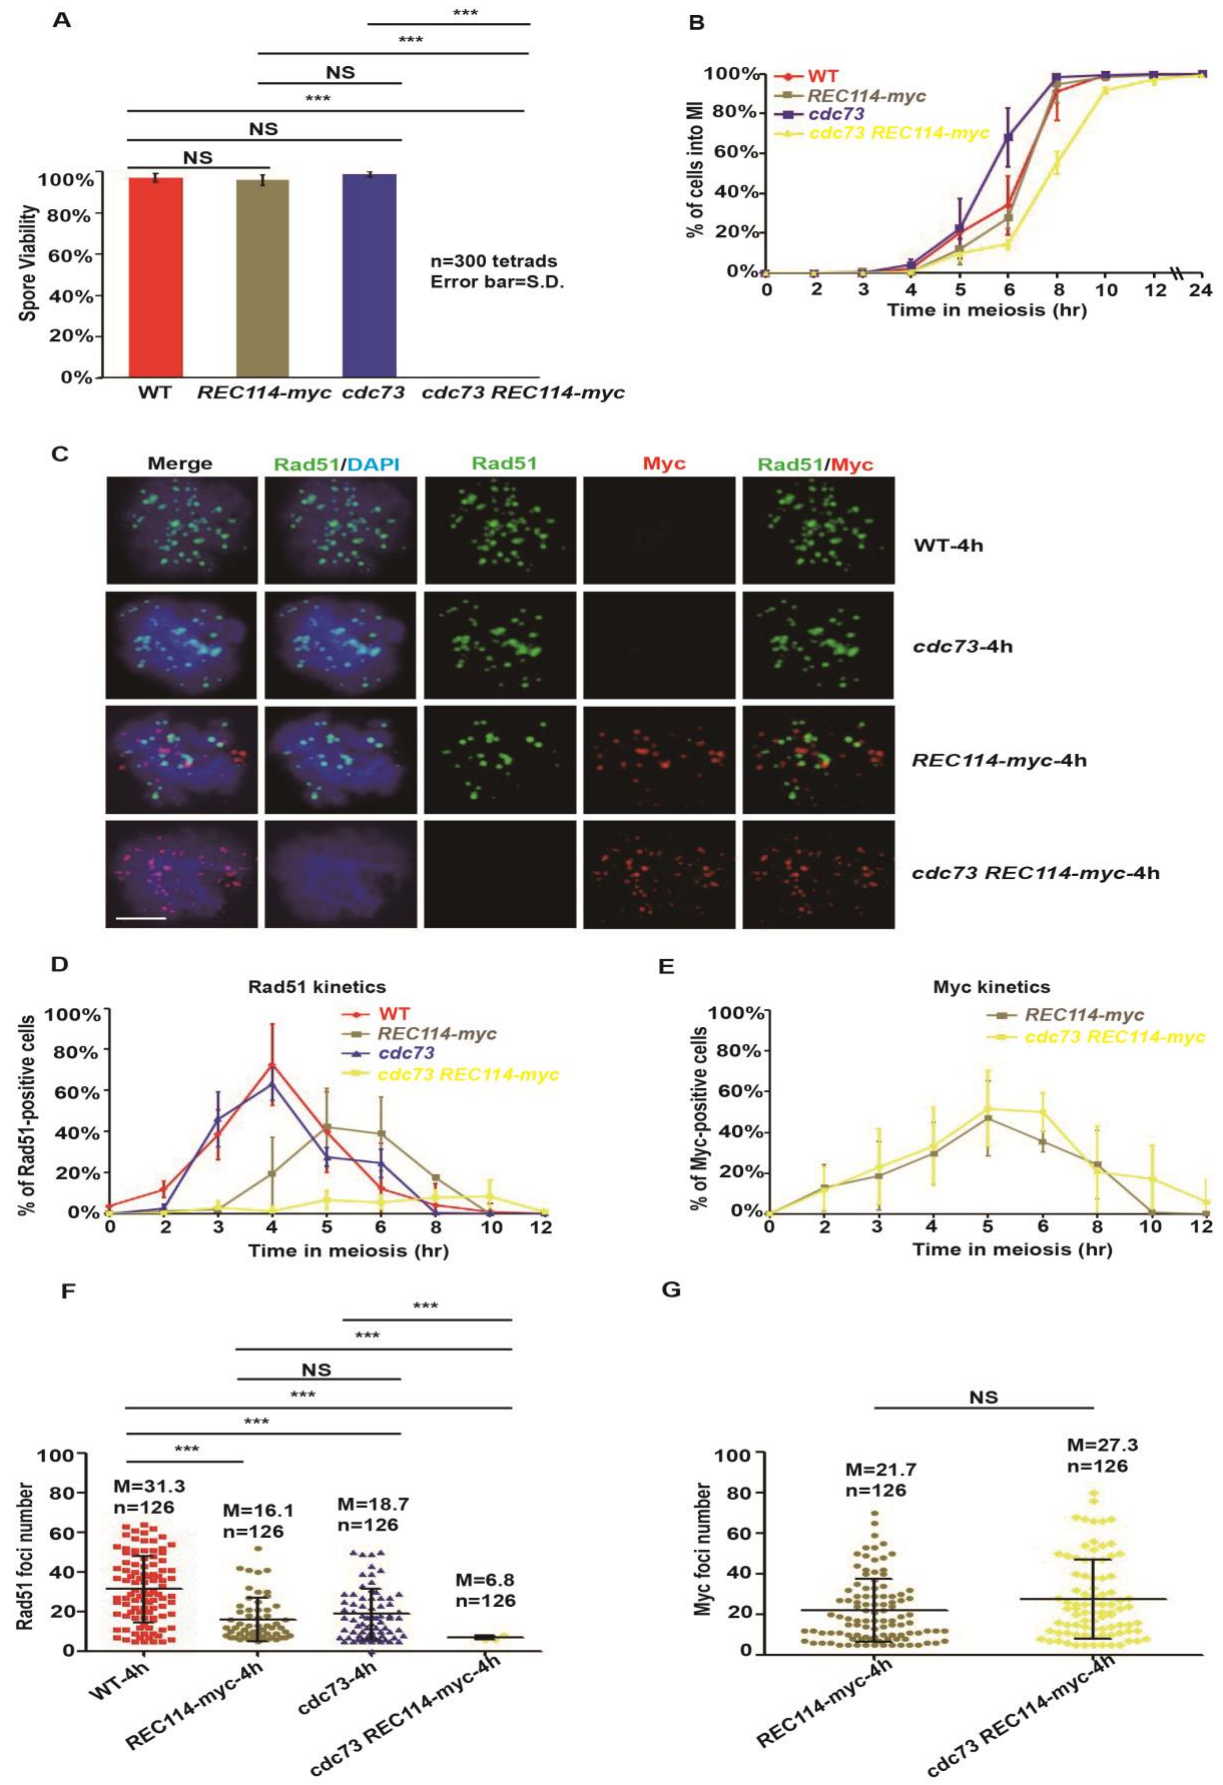 A
***
***
NS
***
NS
NS
100%
80%
60%
40%
20%
0%
Spore Viability
n=300 tetrads
Error bar=S.D.
WT REC114-myc cdc73 cdc73 REC114-myc
B
100%
80%
60%
40%
20%
0%
% of cells into MI
WT
REC114-myc
cdc73
cdc73 REC114-myc
0 2 3 4 5 6 8 10 12 24
Time in meiosis (hr)
C
Merge Rad51/DAPI Rad51 Myc Rad51/Myc
WT-4h
cdc73-4h
REC114-myc-4h
cdc73 REC114-myc-4h
D
Rad51 kinetics
100%
80%
60%
40%
20%
0%
% of Rad51-positive cells
WT
REC114-myc
cdc73
cdc73 REC114-myc
0 2 3 4 5 6 8 10 12
Time in meiosis (hr)
E
Myc kinetics
100%
80%
60%
40%
20%
0%
% of Myc-positive cells
REC114-myc
cdc73 REC114-myc
0 2 3 4 5 6 8 10 12
Time in meiosis (hr)
F
***
***
NS
***
***
***
100
80
60
40
20
0
Rad51 foci number
M=31.3
n=126
M=16.1
n=126
M=18.7
n=126
M=6.8
n=126
WT-4h
REC114-myc-4h
cdc73-4h
cdc73 REC114-myc-4h
G
NS
100
80
60
40
20
0
Myc foci number
M=21.7
n=126
M=27.3
n=126
REC114-myc-4h
cdc73 REC114-myc-4h